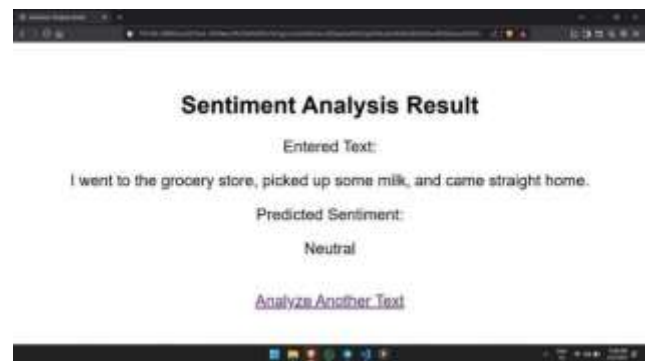 Sentiment Analysis Result
Entered Text:
I went to the grocery store, picked up some milk, and came straight home.
Predicted Sentiment:
Neutral
Analyze Another Text